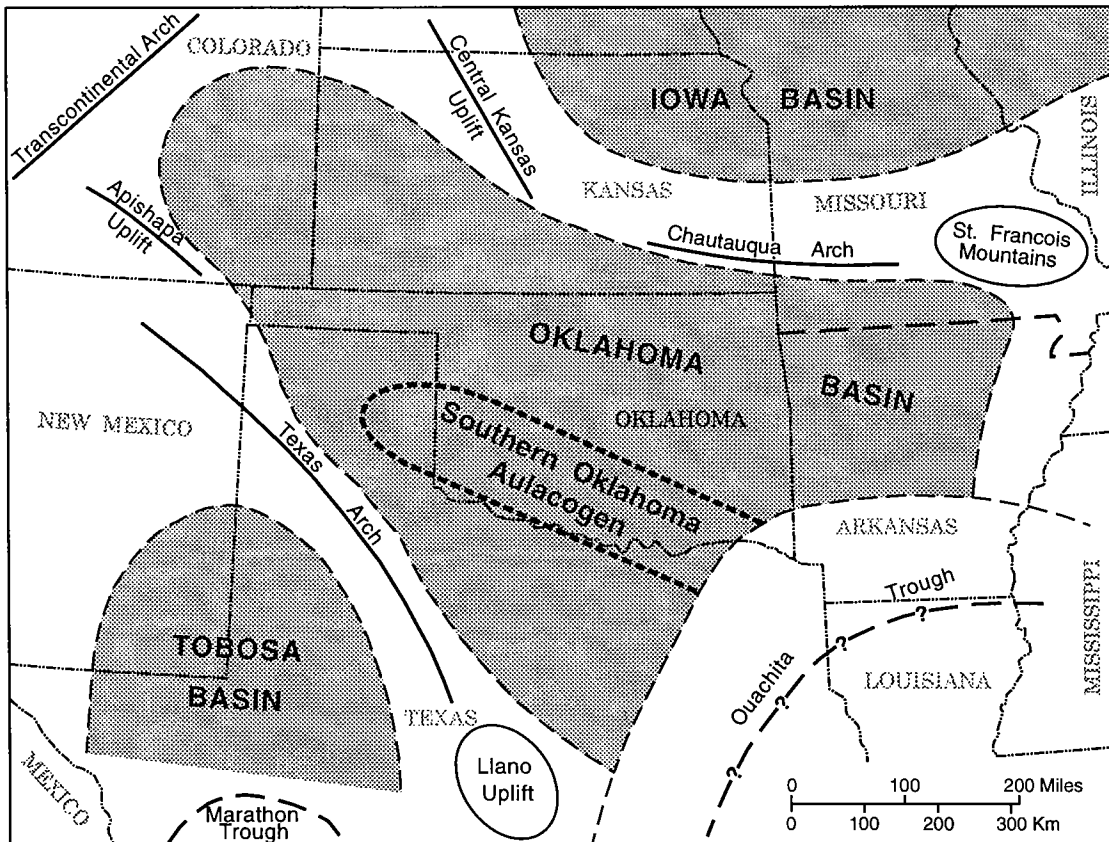 Transcontinental Arch
COLORADO
Central Kansas
Uplift
IOWA BASIN
ILLINOIS
Apishapa
Uplift
KANSAS
MISSOURI
St. Francois
Mountains
Chautauqua Arch
OKLAHOMA
BASIN
NEW MEXICO
Texas
Arch
OKLAHOMA
Southern Oklahoma
Aulacogen
ARKANSAS
Trough
?
?
TOBOSA
BASIN
MISSISSIPPI
LOUISIANA
Ouachita
?
?
TEXAS
MEXICO
Llano
Uplift
Marathon
Trough
0 100 200 Miles
0 100 200 300 Km